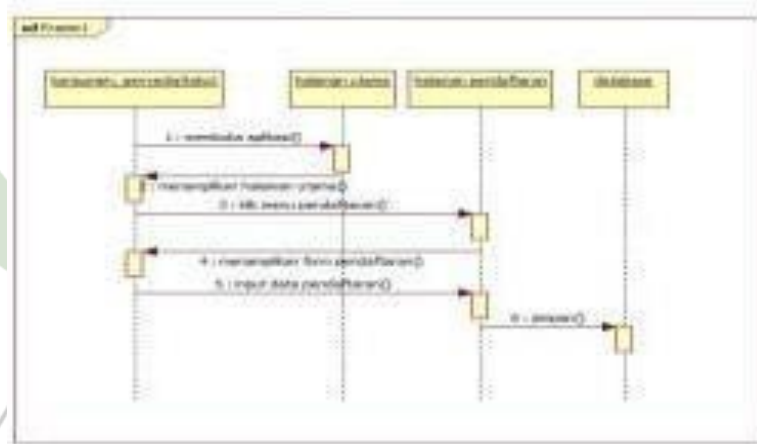 sd Frame1
halaman utama
halaman pendaftaran
database
1 : membuka aplikasi()
: menampilkan halaman utama()
3 : klik menu pendaftaran()
4 : menampilkan form pendaftaran()
5 : input data pendaftaran()
6 : simpan()